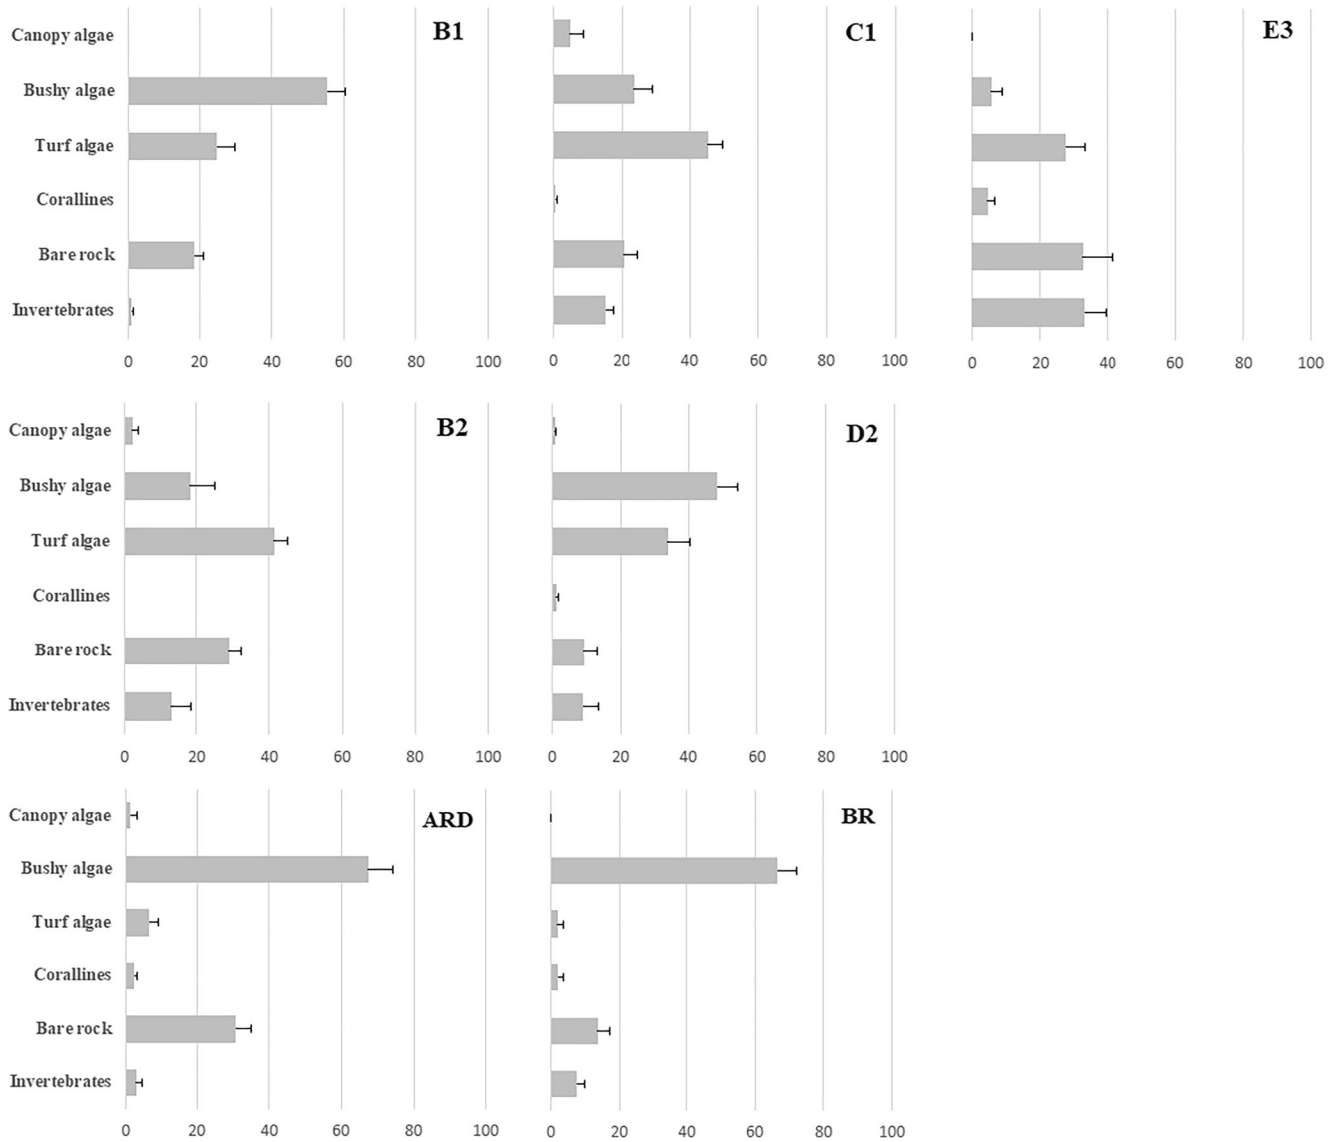 Canopy algae
Bushy algae
Turf algae
Corallines
Bare rock
Invertebrates
B1
0 20 40 60 80 100
C1
0 20 40 60 80 100
E3
0 20 40 60 80 100
Canopy algae
Bushy algae
Turf algae
Corallines
Bare rock
Invertebrates
B2
0 20 40 60 80 100
D2
0 20 40 60 80 100
Canopy algae
Bushy algae
Turf algae
Corallines
Bare rock
Invertebrates
ARD
0 20 40 60 80 100
BR
0 20 40 60 80 100